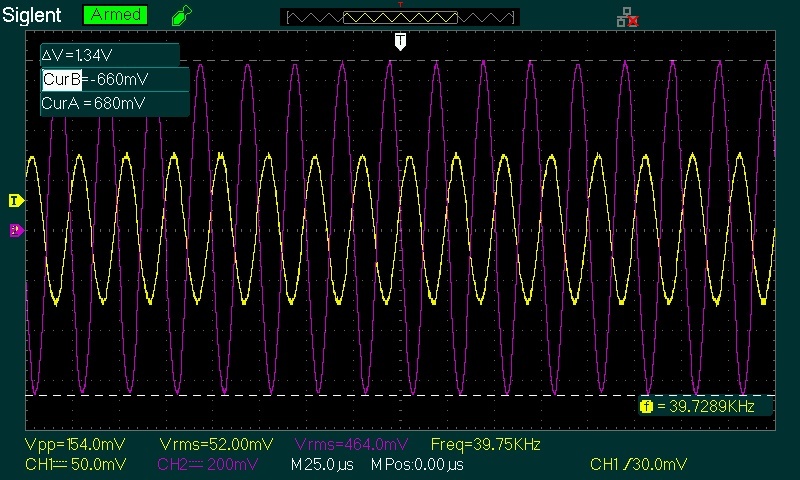 Siglent Armed T
T
ΔV=1.34V
CurB=-660mV
CurA =680mV
T
f = 39.7289KHz
Vpp=154.0mV Vrms=52.00mV Vrms=464.0mV Freq=39.75KHz
CH1 50.0mV CH2 200mV M 25.0 µs M Pos:0.00 µs CH1 /30.0mV